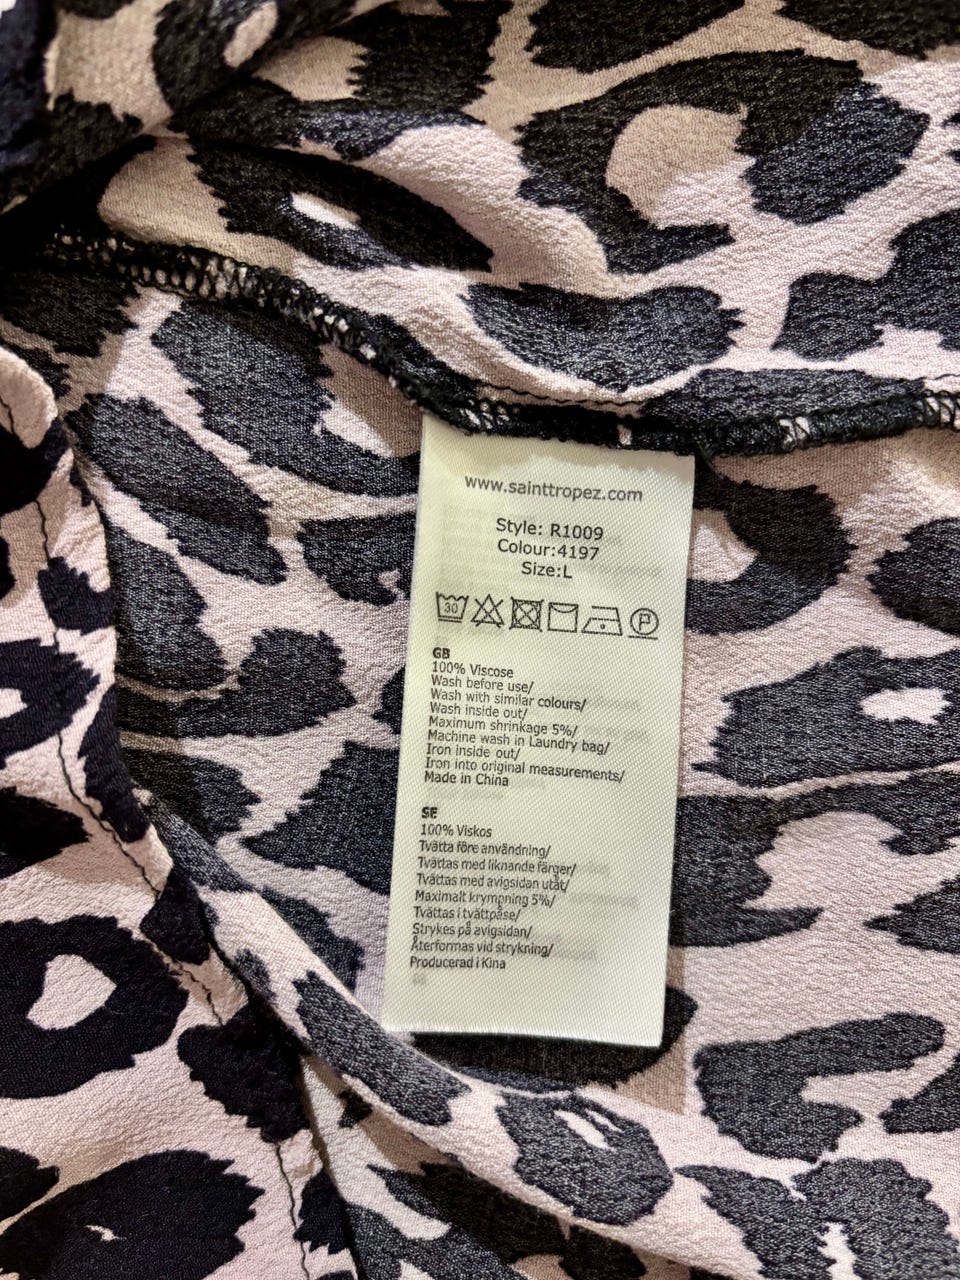 www.sainttropez.com
Style: R1009
Colour:4197
Size:L
30 P
GB
100% Viscose
Wash before use/
Wash with similar colours/
Wash inside out/
Maximum shrinkage 5%/
Machine wash in Laundry bag/
Iron inside out/
Iron into original measurements/
Made in China
SE
100% Viskos
Tvätta före användning/
Tvättas med liknande färger/
Tvättas med avigsidan utåt/
Maximalt krympning 5%/
Tvättas i tvättpåse/
Strykes på avigsidan/
Återformas vid strykning/
Producerad i Kina